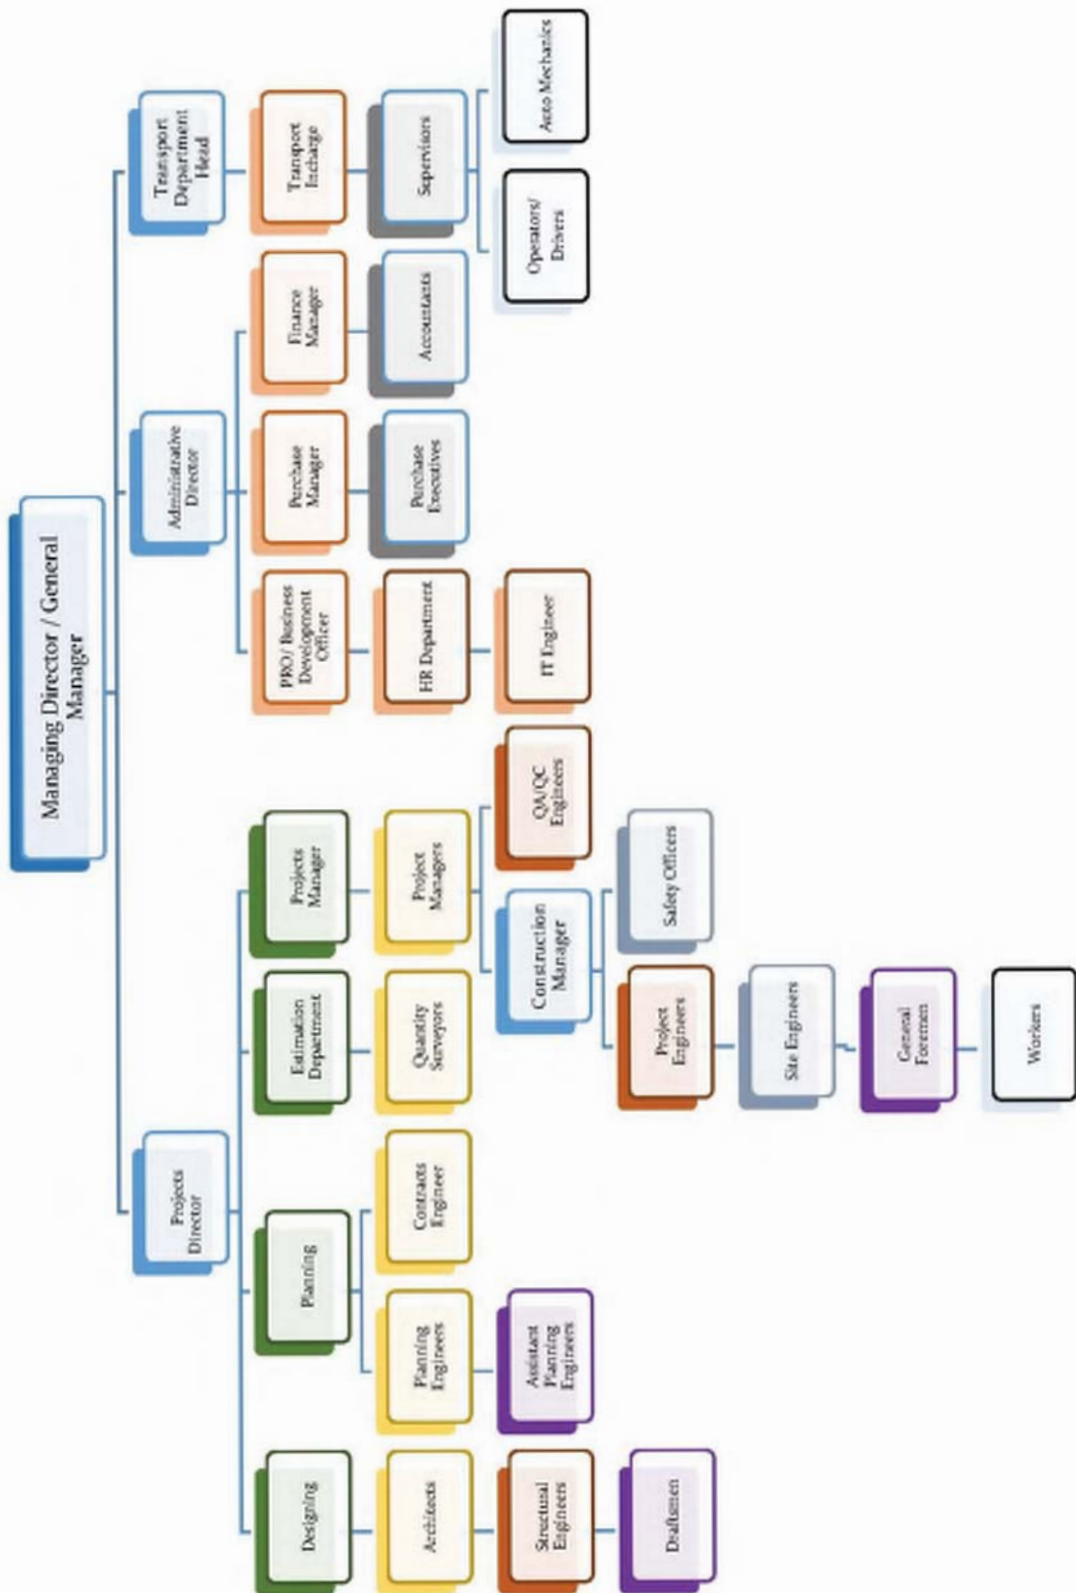 Managing Director / General
Manager
Projects
Director
Administrative
Director
Transport
Department
Head
Designing
Planning
Estimation
Department
Projects
Manager
PRO/ Business
Development
Officer
Purchase
Manager
Finance
Manager
Transport
Incharge
Architects
Planning
Engineers
Contracts
Engineer
Quantity
Surveyors
Project
Managers
HR Department
Purchase
Executives
Accountants
Supervisors
Structural
Engineers
Assistant
Planning
Engineers
Construction
Manager
QA/QC
Engineers
IT Engineer
Operators/
Drivers
Auto Mechanics
Draftsmen
Project
Engineers
Safety Officers
Site Engineers
General
Foremen
Workers